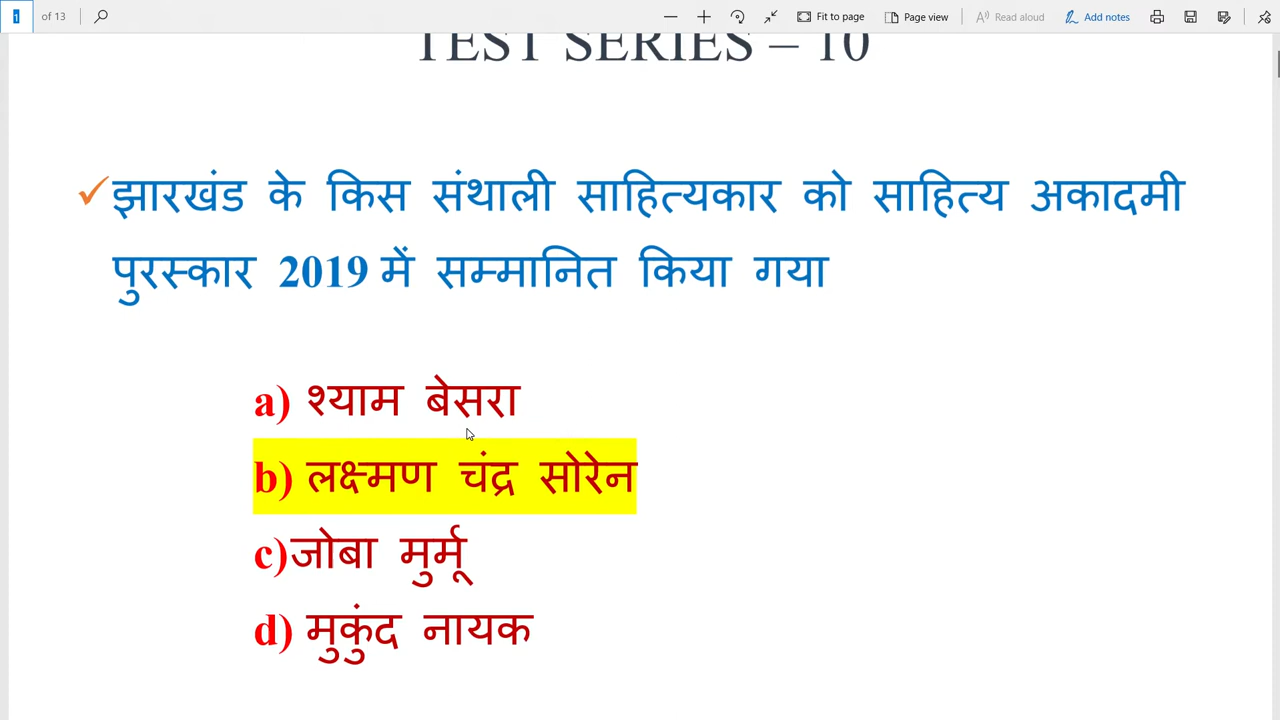 1 of 13 Fit to page Page view Read aloud Add notes
TEST SERIES – 10
झारखंड के किस संथाली साहित्यकार को साहित्य अकादमी
पुरस्कार 2019 में सम्मानित किया गया
a) श्याम बेसरा
b) लक्ष्मण चंद्र सोरेन
c)जोबा मुर्मू
d) मुकुंद नायक